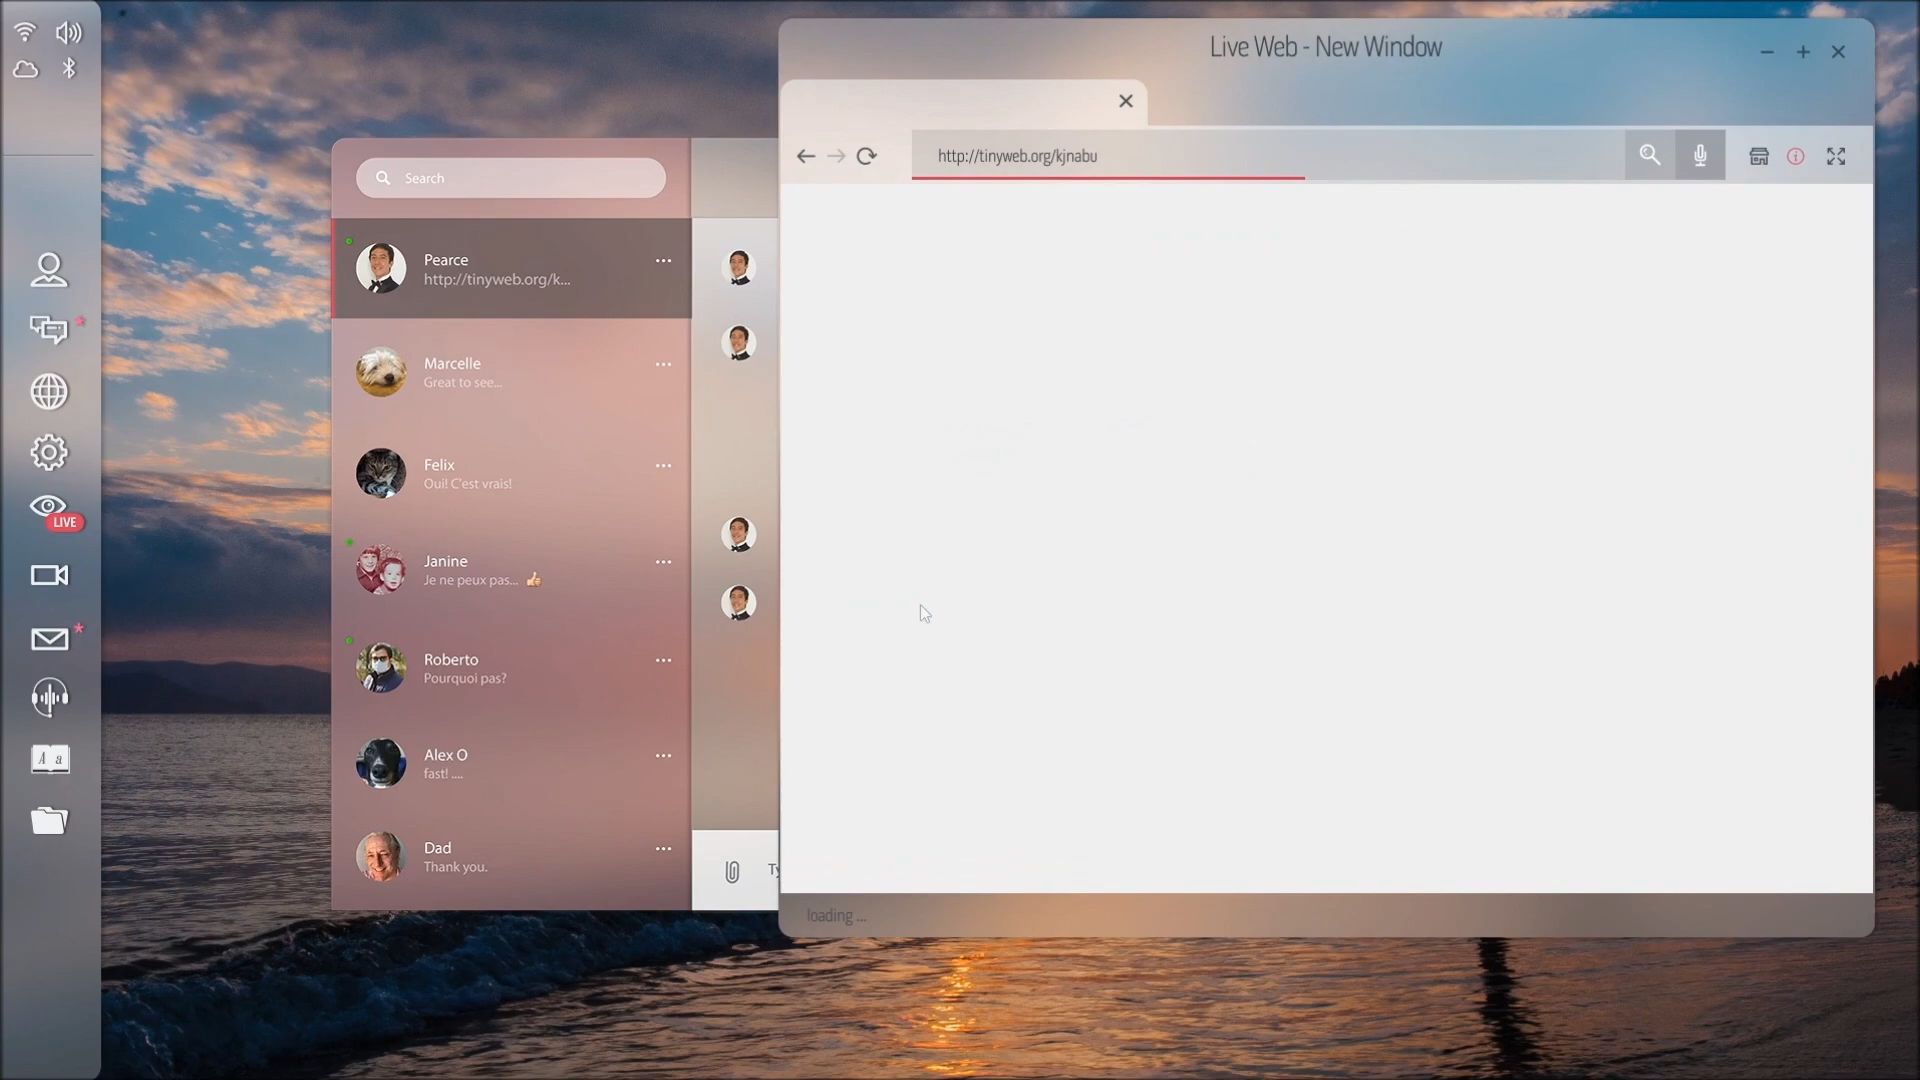 Live Web - New Window
http://tinyweb.org/kjnabu
Search
Pearce
http://tinyweb.org/k...
Marcelle
Great to see...
Felix
Oui! C'est vrais!
LIVE
Janine
Je ne peux pas... 👍
Roberto
Pourquoi pas?
A a
Alex O
fast! ....
Dad
Thank you.
Ty
loading ...